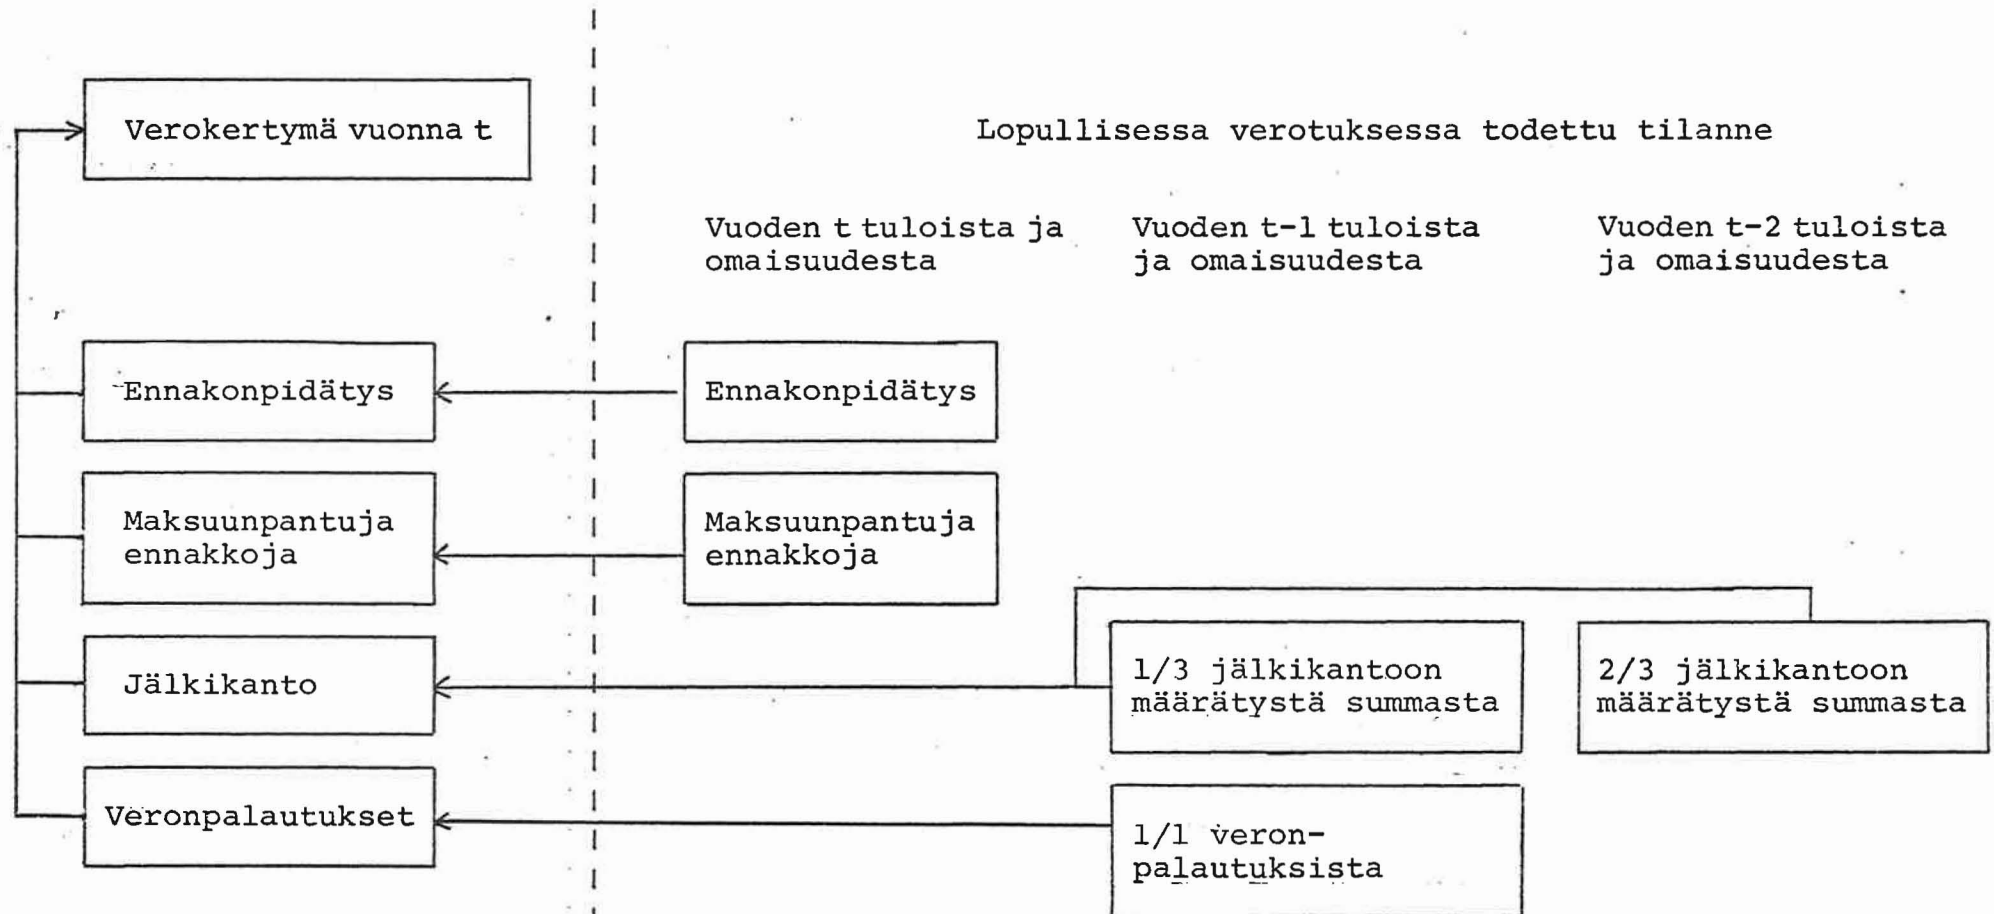 Verokertymä vuonna t
Lopullisessa verotuksessa todettu tilanne
Vuoden t tuloista ja
omaisuudesta
Vuoden t-1 tuloista
ja omaisuudesta
Vuoden t-2 tuloista
ja omaisuudesta
Ennakonpidätys
Ennakonpidätys
Maksuunpantuja
ennakkoja
Maksuunpantuja
ennakkoja
Jälkikanto
1/3 jälkikantoon
määrätystä summasta
2/3 jälkikantoon
määrätystä summasta
Veronpalautukset
1/1 veron-
palautuksista